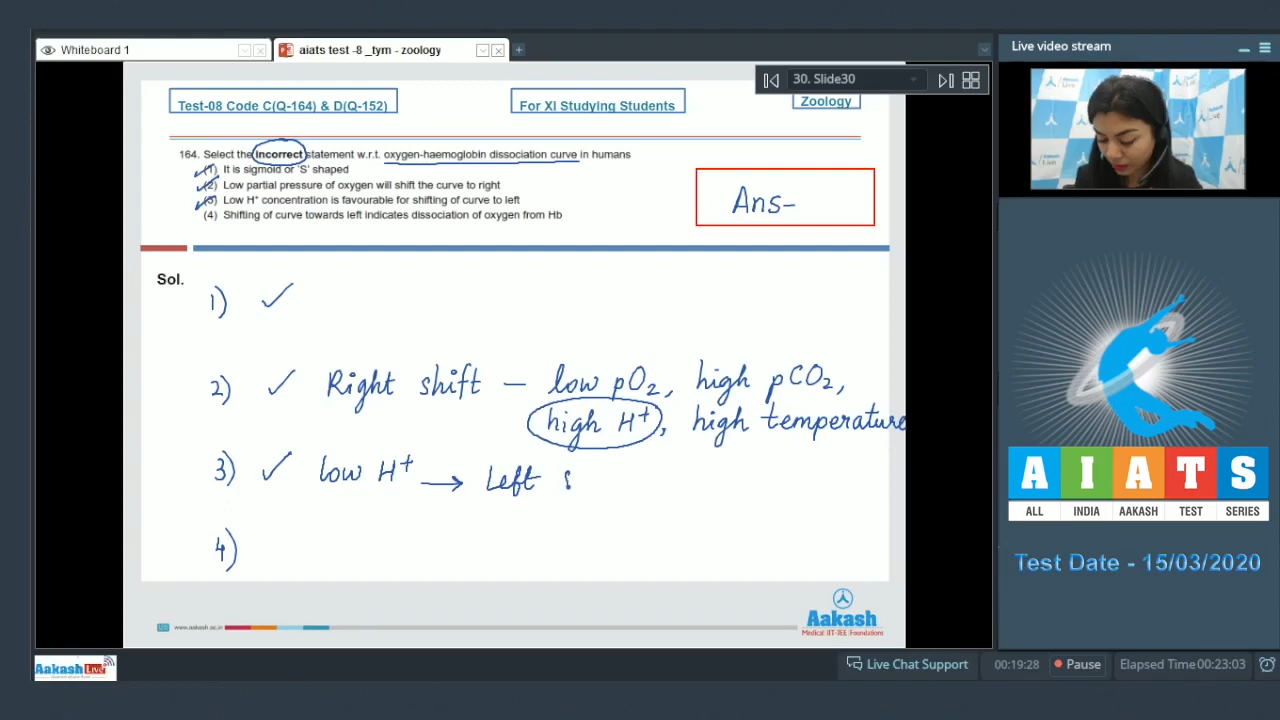 Whiteboard 1
aiats test -8 _tym - zoology
Live video stream
30. Slide30
Test-08 Code C(Q-164) & D(Q-152)
For XI Studying Students
Zoology
164. Select the incorrect statement w.r.t. oxygen-haemoglobin dissociation curve in humans
(1) It is sigmoid or 'S' shaped
(2) Low partial pressure of oxygen will shift the curve to right
(3) Low H⁺ concentration is favourable for shifting of curve to left
(4) Shifting of curve towards left indicates dissociation of oxygen from Hb
Ans-
Sol.
1) ✓
2) ✓ Right shift - low pO₂, high pCO₂,
high H⁺, high temperature
3) ✓ low H⁺ → Left s
4)
www.aakash.ac.in
Aakash
Medical|IIT-JEE|Foundations
A I A T S
ALL INDIA AAKASH TEST SERIES
Test Date - 15/03/2020
Aakash Live
Live Chat Support
00:19:28
Pause
Elapsed Time 00:23:03